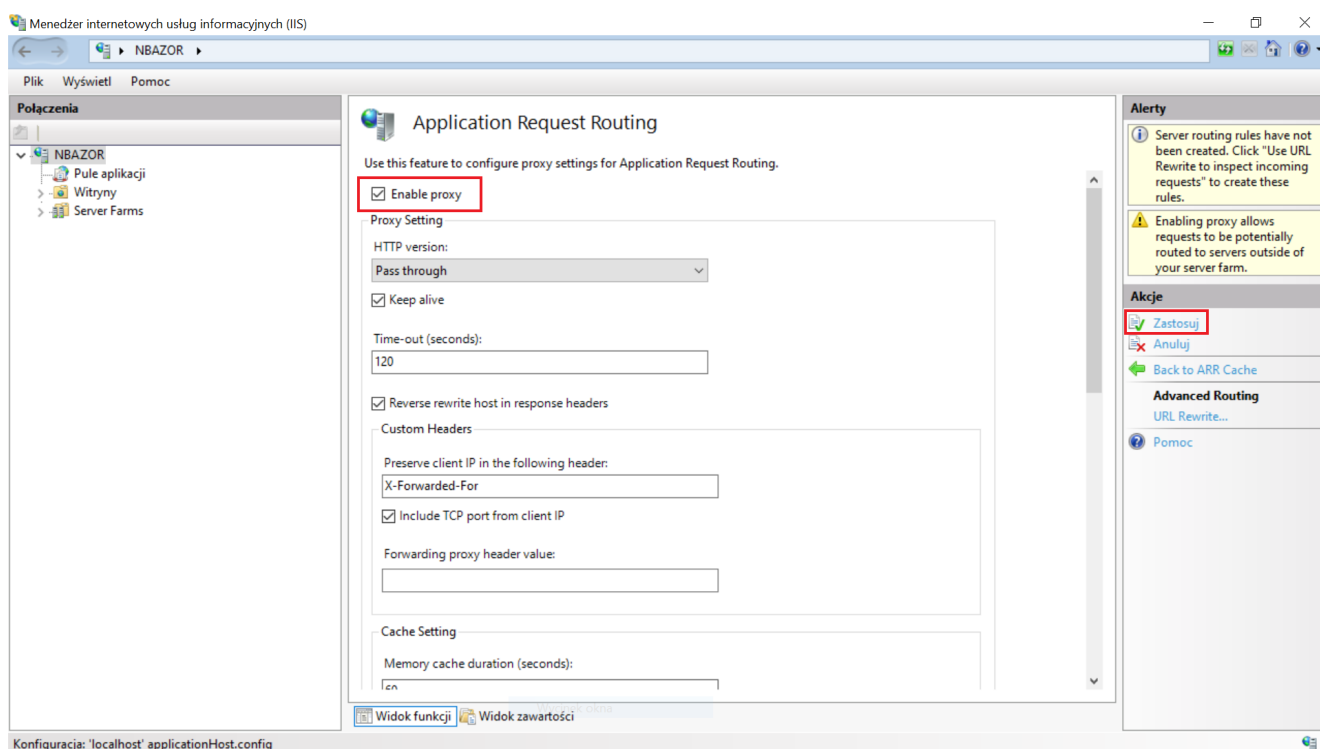 Menedżer internetowych usług informacyjnych (IIS)
NBAZOR
Plik Wyświetl Pomoc
Połączenia
NBAZOR
Pule aplikacji
Witryny
Server Farms
Application Request Routing
Use this feature to configure proxy settings for Application Request Routing.
Enable proxy
Proxy Setting
HTTP version:
Pass through
Keep alive
Time-out (seconds):
120
Reverse rewrite host in response headers
Custom Headers
Preserve client IP in the following header:
X-Forwarded-For
Include TCP port from client IP
Forwarding proxy header value:
Cache Setting
Memory cache duration (seconds):
60
Widok funkcji Widok zawartości
Alerty
Server routing rules have not
been created. Click "Use URL
Rewrite to inspect incoming
requests" to create these
rules.
Enabling proxy allows
requests to be potentially
routed to servers outside of
your server farm.
Akcje
Zastosuj
Anuluj
Back to ARR Cache
Advanced Routing
URL Rewrite...
Pomoc
Konfiguracja: 'localhost' applicationHost.config